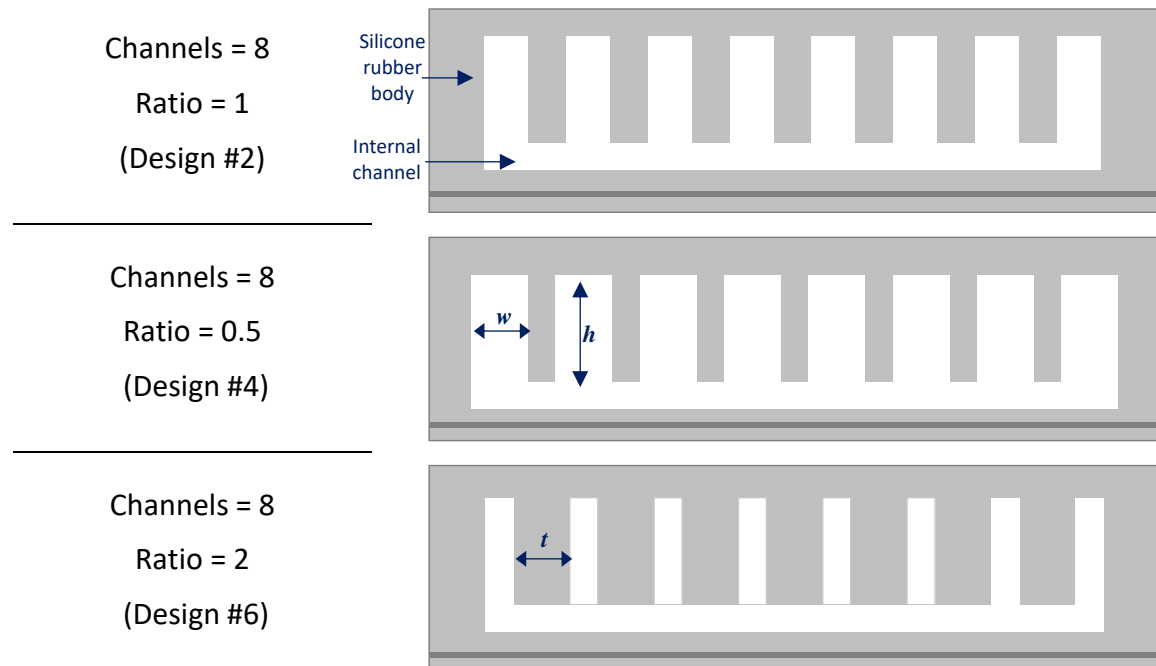 Channels = 8
Ratio = 1
(Design #2)
Silicone
rubber
body
Internal
channel
Channels = 8
Ratio = 0.5
(Design #4)
w
h
Channels = 8
Ratio = 2
(Design #6)
t